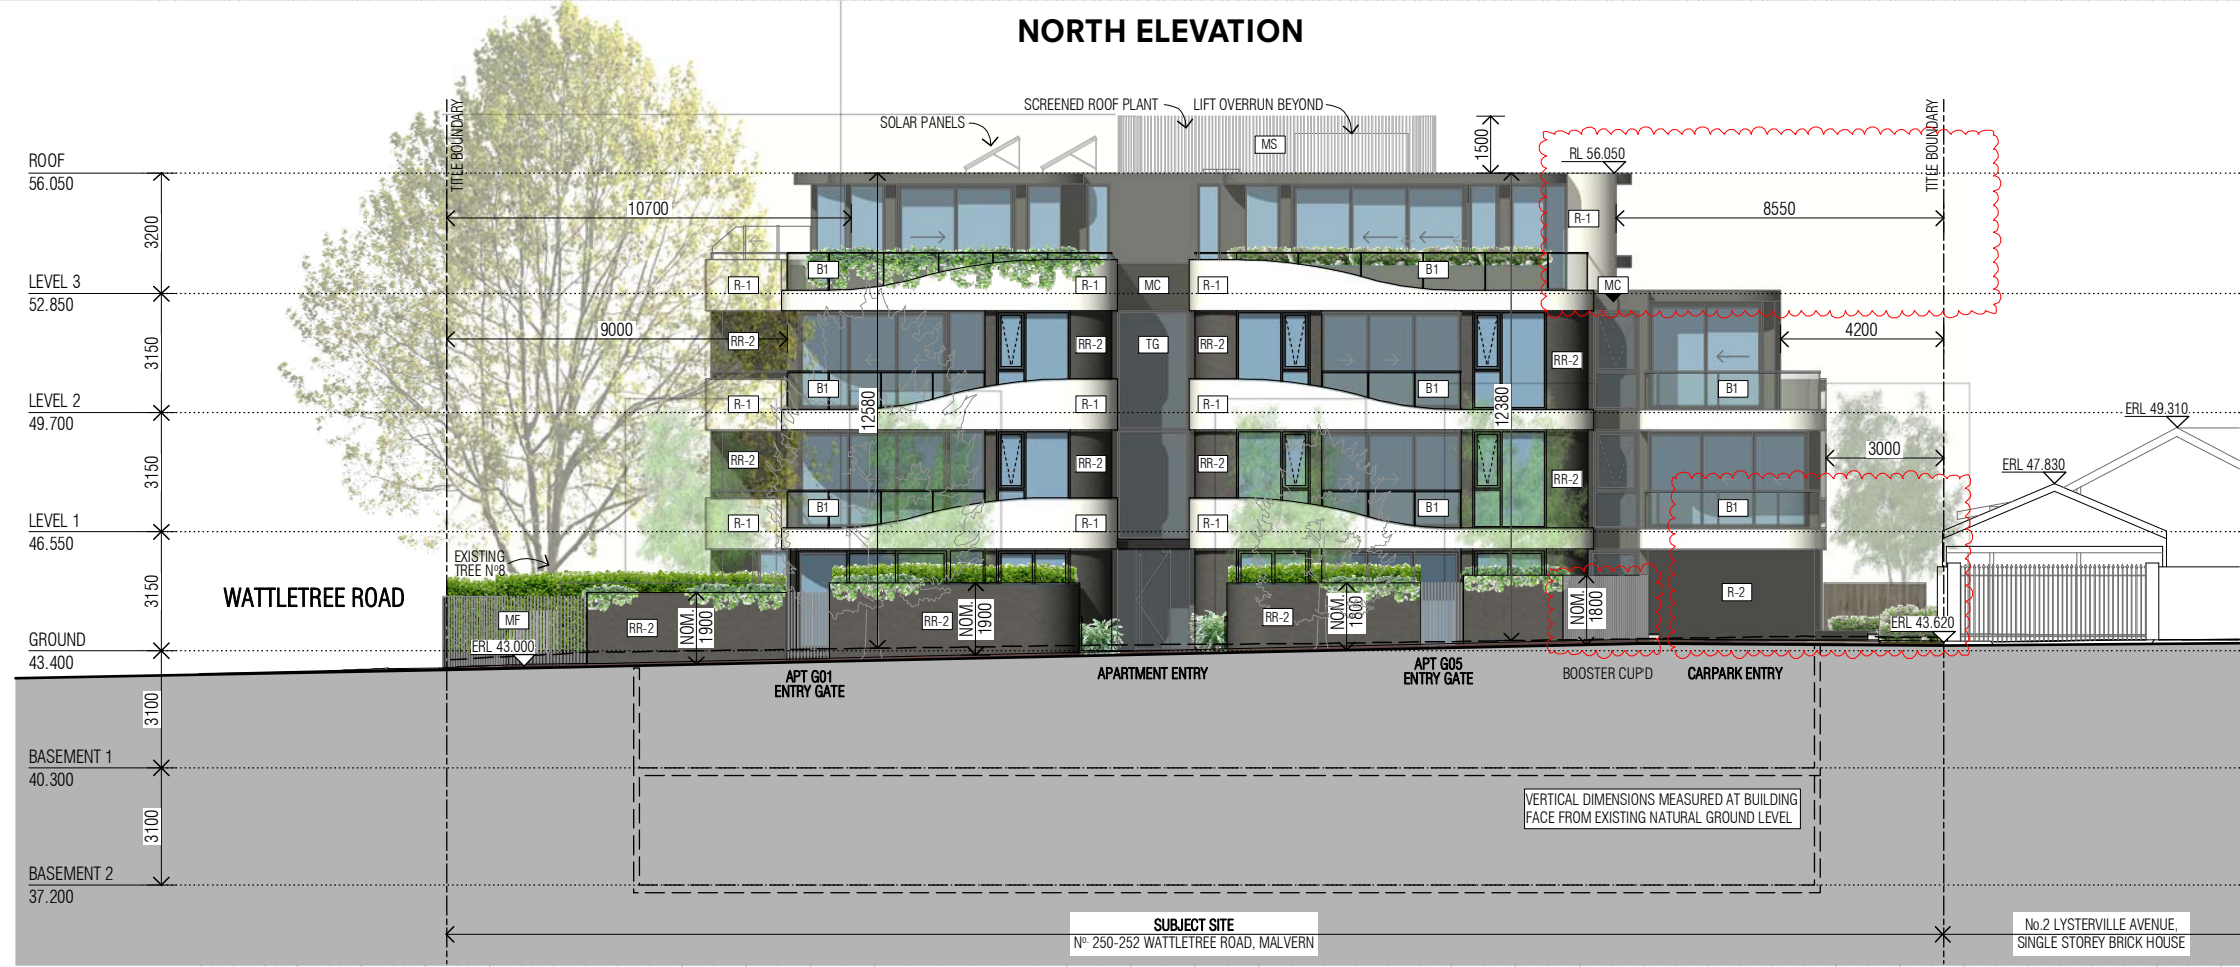 NORTH ELEVATION
TITLE BOUNDARY
SCREENED ROOF PLANT
LIFT OVERRUN BEYOND
SOLAR PANELS
MS
1500
RL 56.050
TITLE BOUNDARY
ROOF
56.050
3200
10700
R-1
8550
LEVEL 3
52.850
R-1
B1
R-1
MC
R-1
B1
MC
3150
9000
RR-2
RR-2
TG
RR-2
RR-2
4200
LEVEL 2
49.700
R-1
B1
12580
R-1
R-1
B1
12380
B1
ERL 49.310
3150
RR-2
RR-2
RR-2
RR-2
3000
ERL 47.830
LEVEL 1
46.550
R-1
B1
R-1
R-1
B1
B1
EXISTING
TREE Nº8
3150
WATTLETREE ROAD
MF
RR-2
NOM.
1900
RR-2
NOM.
1900
RR-2
NOM.
1800
NOM.
1800
R-2
GROUND
43.400
ERL 43.000
ERL 43.620
APT G01
ENTRY GATE
APARTMENT ENTRY
APT G05
ENTRY GATE
BOOSTER CUP'D
CARPARK ENTRY
3100
BASEMENT 1
40.300
3100
VERTICAL DIMENSIONS MEASURED AT BUILDING
FACE FROM EXISTING NATURAL GROUND LEVEL
BASEMENT 2
37.200
SUBJECT SITE
Nº. 250-252 WATTLETREE ROAD, MALVERN
No.2 LYSTERVILLE AVENUE,
SINGLE STOREY BRICK HOUSE